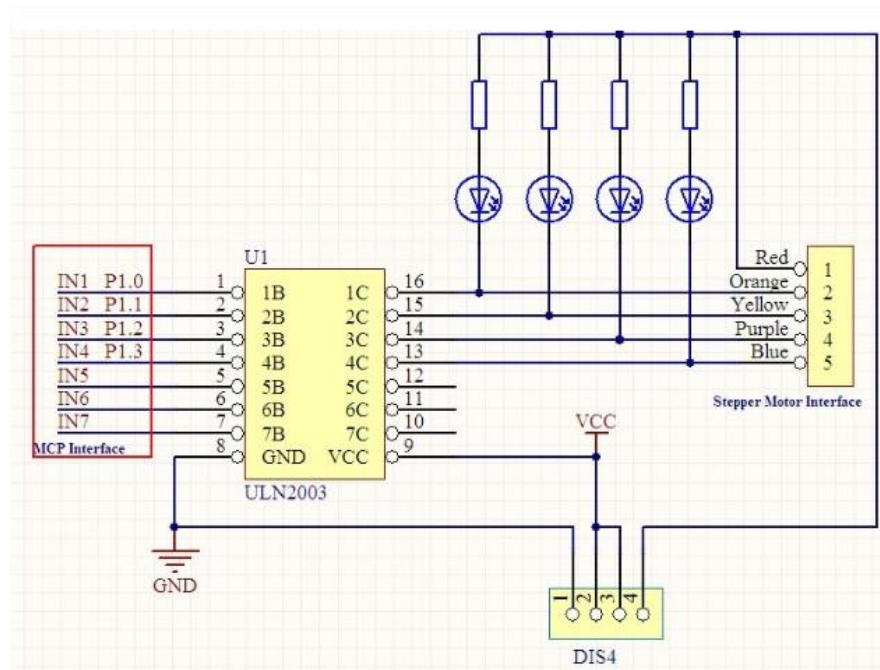 U1
IN1 P1.0 1 1B 1C 16
IN2 P1.1 2 2B 2C 15
IN3 P1.2 3 3B 3C 14
IN4 P1.3 4 4B 4C 13
IN5 5 5B 5C 12
IN6 6 6B 6C 11
IN7 7 7B 7C 10
MCP Interface 8 GND VCC 9
ULN2003
Red 1
Orange 2
Yellow 3
Purple 4
Blue 5
Stepper Motor Interface
VCC
GND
1 2 3 4
DIS4